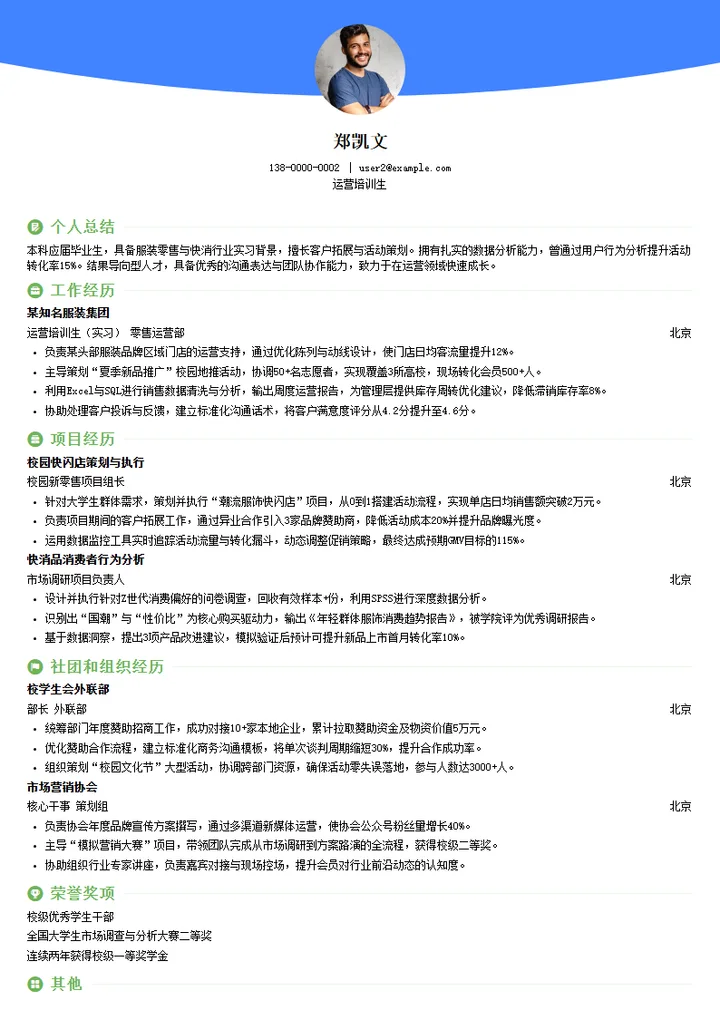 郑凯文
138-0000-0002 | user2@example.com
运营培训生
个人总结
本科应届毕业生，具备服装零售与快消行业实习背景，擅长客户拓展与活动策划。拥有扎实的数据分析能力，曾通过用户行为分析提升活动
转化率15%。结果导向型人才，具备优秀的沟通表达与团队协作能力，致力于在运营领域快速成长。
工作经历
某知名服装集团
运营培训生（实习） 零售运营部 北京
• 负责某头部服装品牌区域门店的运营支持，通过优化陈列与动线设计，使门店日均客流量提升12%。
• 主导策划“夏季新品推广”校园地推活动，协调50+名志愿者，实现覆盖3所高校，现场转化会员500+人。
• 利用Excel与SQL进行销售数据清洗与分析，输出周度运营报告，为管理层提供库存周转优化建议，降低滞销库存率8%。
• 协助处理客户投诉与反馈，建立标准化沟通话术，将客户满意度评分从4.2分提升至4.6分。
项目经历
校园快闪店策划与执行
校园新零售项目组长 北京
• 针对大学生群体需求，策划并执行“潮流服饰快闪店”项目，从0到1搭建活动流程，实现单店日均销售额突破2万元。
• 负责项目期间的客户拓展工作，通过异业合作引入3家品牌赞助商，降低活动成本20%并提升品牌曝光度。
• 运用数据监控工具实时追踪活动流量与转化漏斗，动态调整促销策略，最终达成预期GMV目标的115%。
快消品消费者行为分析
市场调研项目负责人 北京
• 设计并执行针对Z世代消费偏好的问卷调查，回收有效样本+份，利用SPSS进行深度数据分析。
• 识别出“国潮”与“性价比”为核心购买驱动力，输出《年轻群体服饰消费趋势报告》，被学院评为优秀调研报告。
• 基于数据洞察，提出3项产品改进建议，模拟验证后预计可提升新品上市首月转化率10%。
社团和组织经历
校学生会外联部
部长 外联部 北京
• 统筹部门年度赞助招商工作，成功对接10+家本地企业，累计拉取赞助资金及物资价值5万元。
• 优化赞助合作流程，建立标准化商务沟通模板，将单次谈判周期缩短30%，提升合作成功率。
• 组织策划“校园文化节”大型活动，协调跨部门资源，确保活动零失误落地，参与人数达3000+人。
市场营销协会
核心干事 策划组 北京
• 负责协会年度品牌宣传方案撰写，通过多渠道新媒体运营，使协会公众号粉丝量增长40%。
• 主导“模拟营销大赛”项目，带领团队完成从市场调研到方案路演的全流程，获得校级二等奖。
• 协助组织行业专家讲座，负责嘉宾对接与现场控场，提升会员对行业前沿动态的认知度。
荣誉奖项
校级优秀学生干部
全国大学生市场调查与分析大赛二等奖
连续两年获得校级一等奖学金
其他